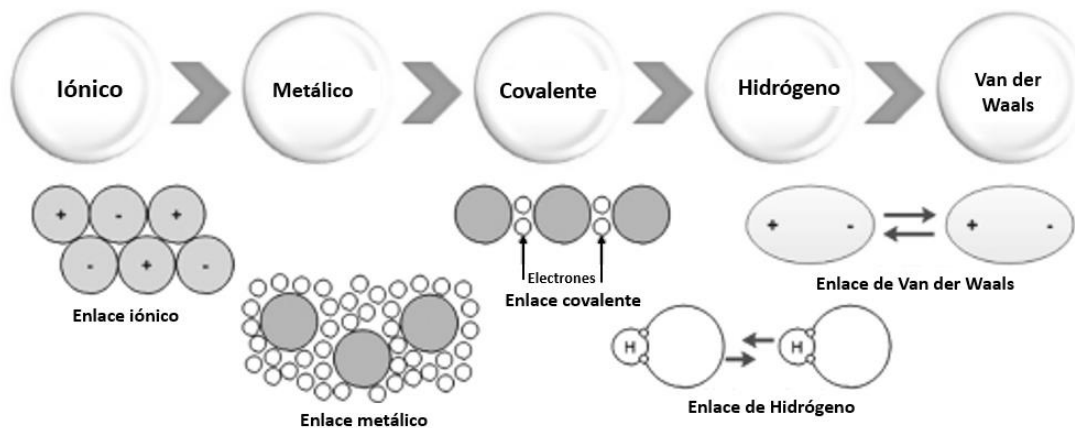 Iónico
Metálico
Covalente
Hidrógeno
Van der
Waals
+ - +
- + -
Enlace iónico
Electrones
Enlace covalente
+ - + -
Enlace de Van der Waals
H H
Enlace metálico
Enlace de Hidrógeno